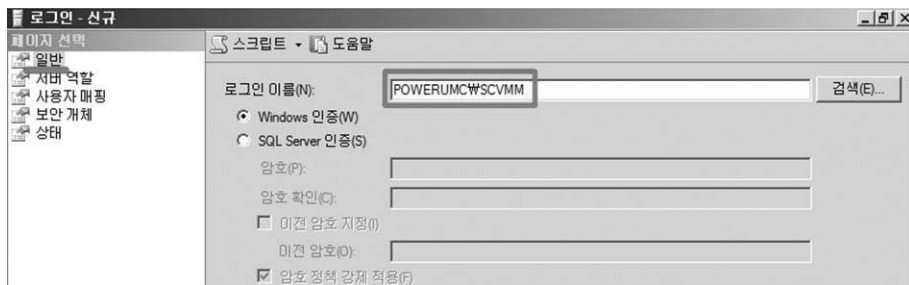 로그인 - 신규
페이지 선택
일반
서버 역할
사용자 매핑
보안 개체
상태
스크립트 도움말
로그인 이름(N): POWERUMC₩SCVMM 검색(E)...
Windows 인증(W)
SQL Server 인증(S)
암호(P):
암호 확인(C):
이전 암호 지정(I)
이전 암호(O):
암호 정책 강제 적용(F)